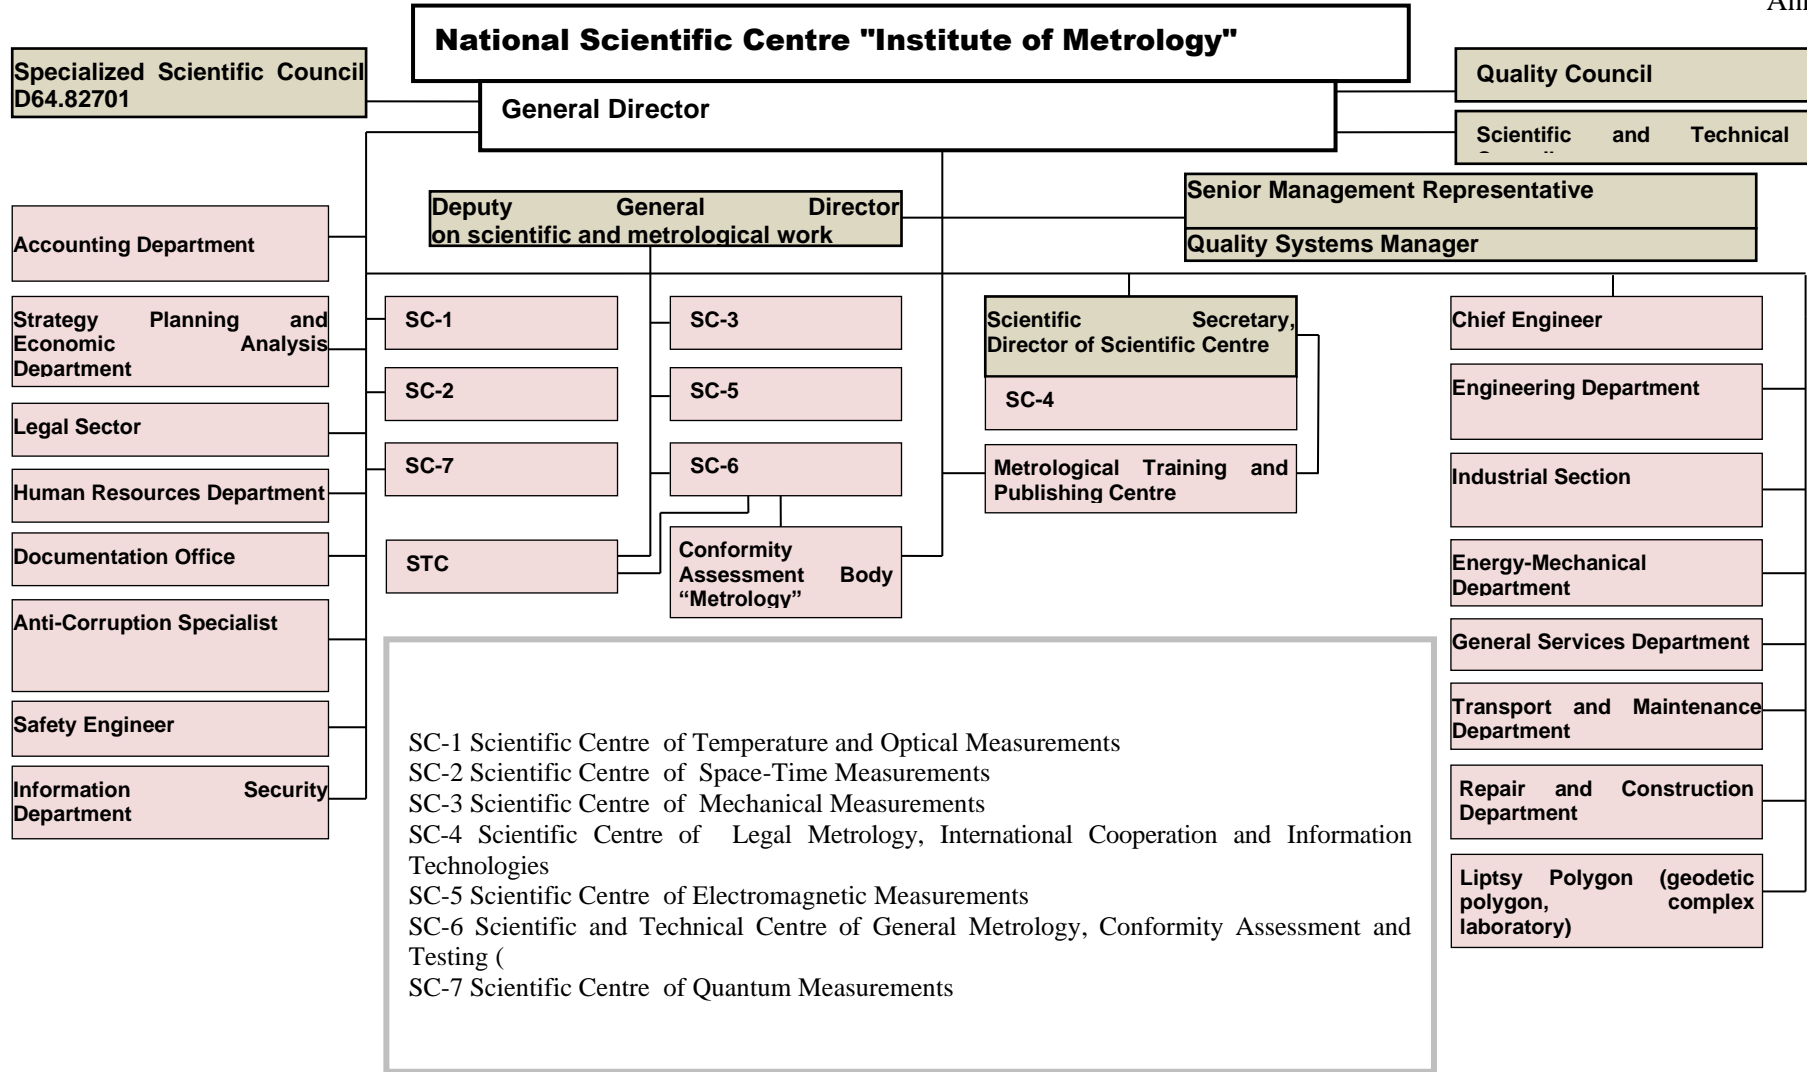 National Scientific Centre "Institute of Metrology"
Specialized Scientific Council
D64.82701
General Director
Quality Council
Scientific and Technical
Deputy General Director
on scientific and metrological work
Senior Management Representative
Quality Systems Manager
Accounting Department
Strategy Planning and
Economic Analysis
Department
Legal Sector
Human Resources Department
Documentation Office
Anti-Corruption Specialist
Safety Engineer
Information Security
Department
SC-1
SC-2
SC-7
STC
SC-3
SC-5
SC-6
Conformity
Assessment Body
“Metrology”
Scientific Secretary,
Director of Scientific Centre
SC-4
Metrological Training and
Publishing Centre
Chief Engineer
Engineering Department
Industrial Section
Energy-Mechanical
Department
General Services Department
Transport and Maintenance
Department
Repair and Construction
Department
Liptsy Polygon (geodetic
polygon, complex
laboratory)
SC-1 Scientific Centre of Temperature and Optical Measurements
SC-2 Scientific Centre of Space-Time Measurements
SC-3 Scientific Centre of Mechanical Measurements
SC-4 Scientific Centre of Legal Metrology, International Cooperation and Information
Technologies
SC-5 Scientific Centre of Electromagnetic Measurements
SC-6 Scientific and Technical Centre of General Metrology, Conformity Assessment and
Testing (
SC-7 Scientific Centre of Quantum Measurements